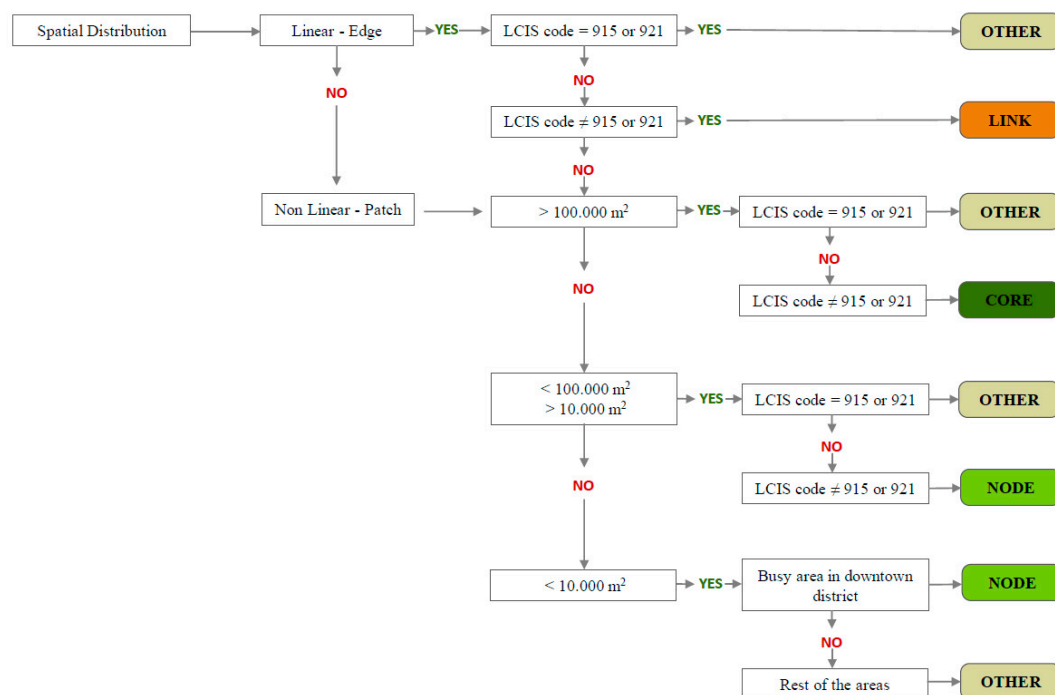 Spatial Distribution
Linear - Edge
YES
LCIS code = 915 or 921
YES
OTHER
NO
NO
LCIS code ≠ 915 or 921
YES
LINK
NO
Non Linear - Patch
> 100.000 m²
YES
LCIS code = 915 or 921
OTHER
NO
NO
LCIS code ≠ 915 or 921
CORE
< 100.000 m²
> 10.000 m²
YES
LCIS code = 915 or 921
OTHER
NO
NO
LCIS code ≠ 915 or 921
NODE
< 10.000 m²
YES
Busy area in downtown
district
NODE
NO
Rest of the areas
OTHER